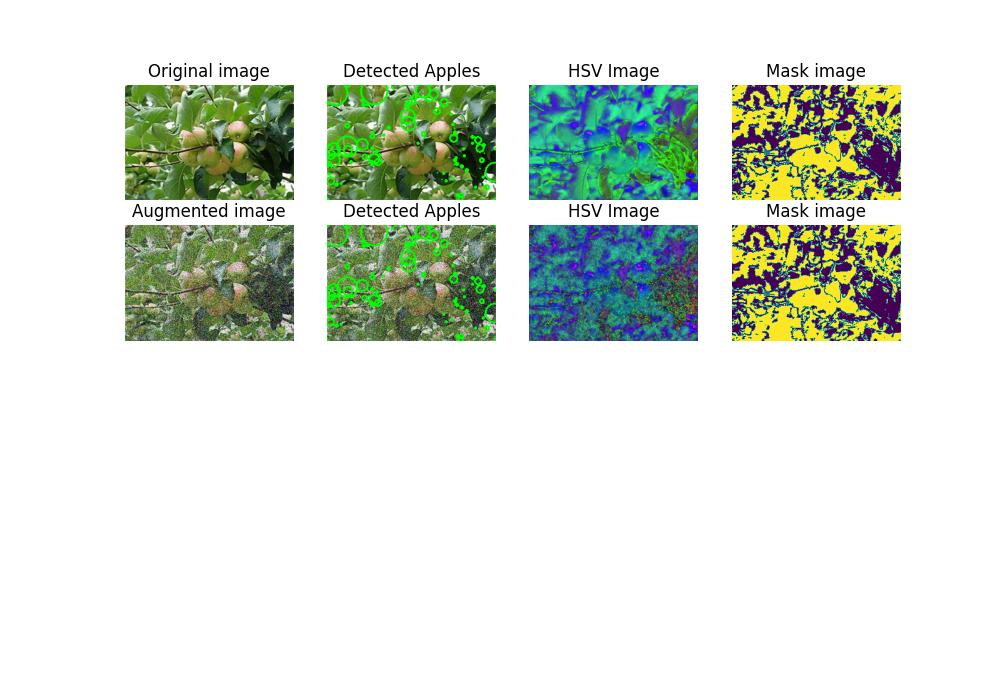 Original image
Detected Apples
HSV Image
Mask image
Augmented image
Detected Apples
HSV Image
Mask image